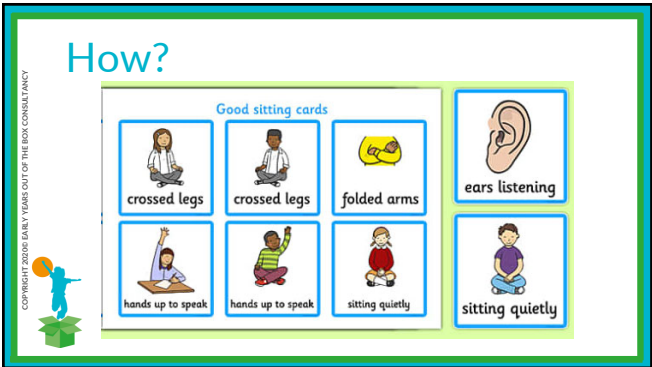 How?
COPYRIGHT 2020© EARLY YEARS OUT OF THE BOX CONSULTANCY
Good sitting cards
crossed legs
crossed legs
folded arms
ears listening
hands up to speak
hands up to speak
sitting quietly
sitting quietly